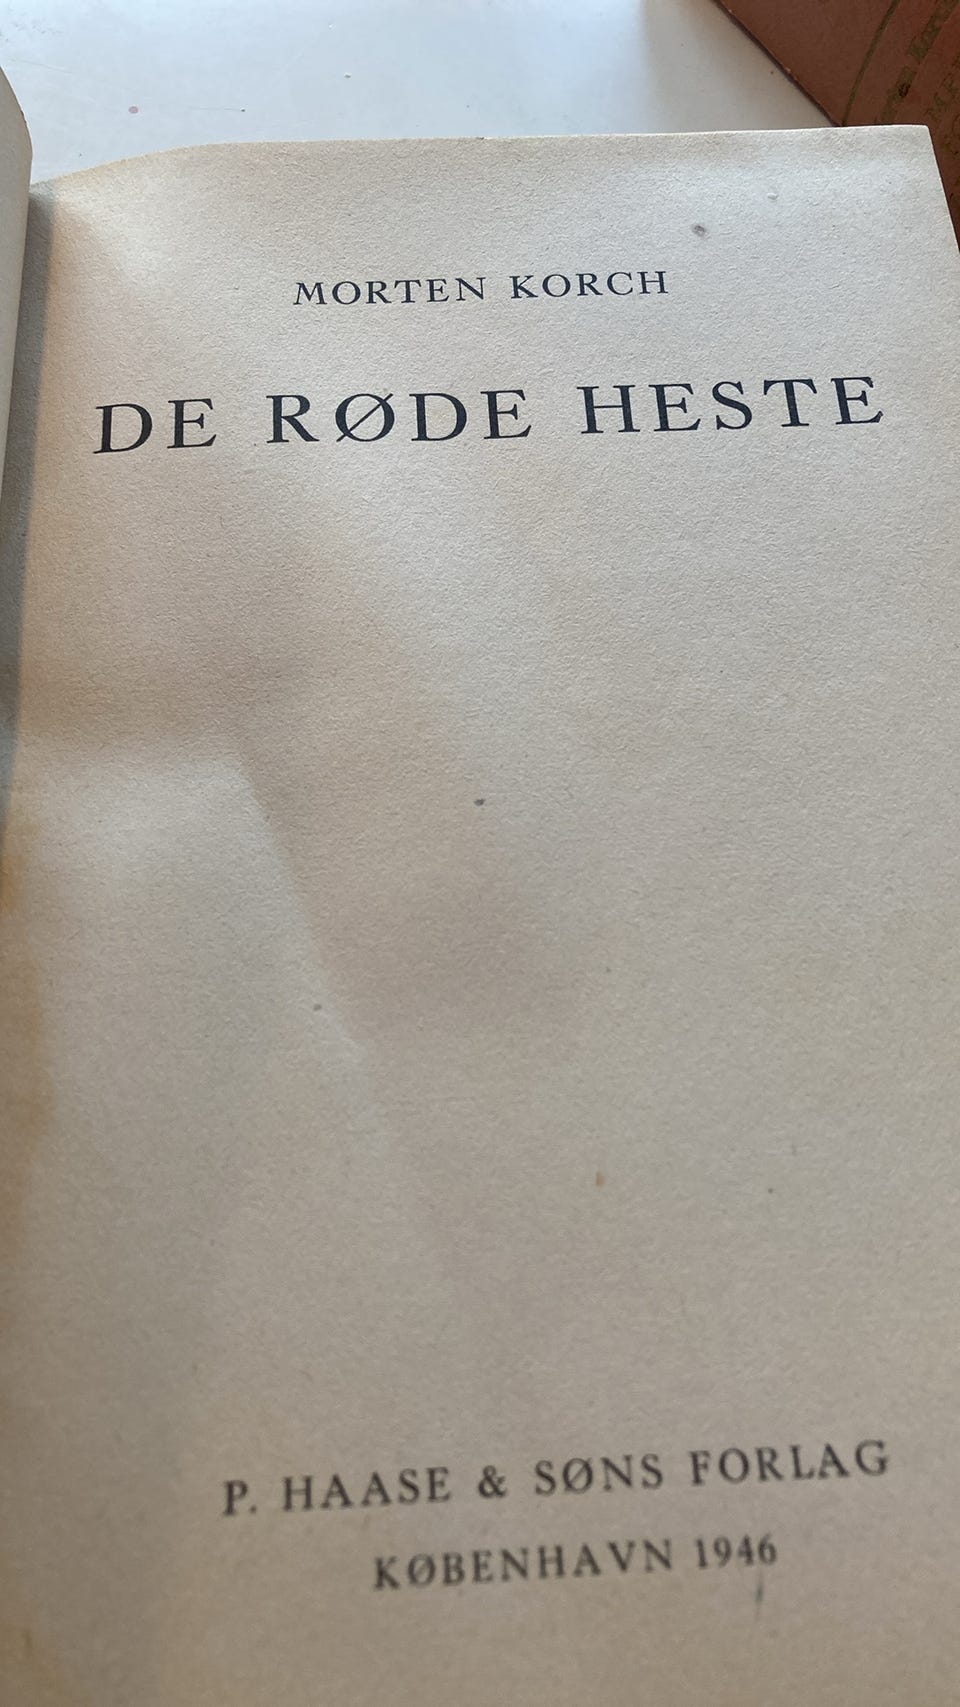 MORTEN KORCH
DE RØDE HESTE
P. HAASE & SØNS FORLAG
KØBENHAVN 1946